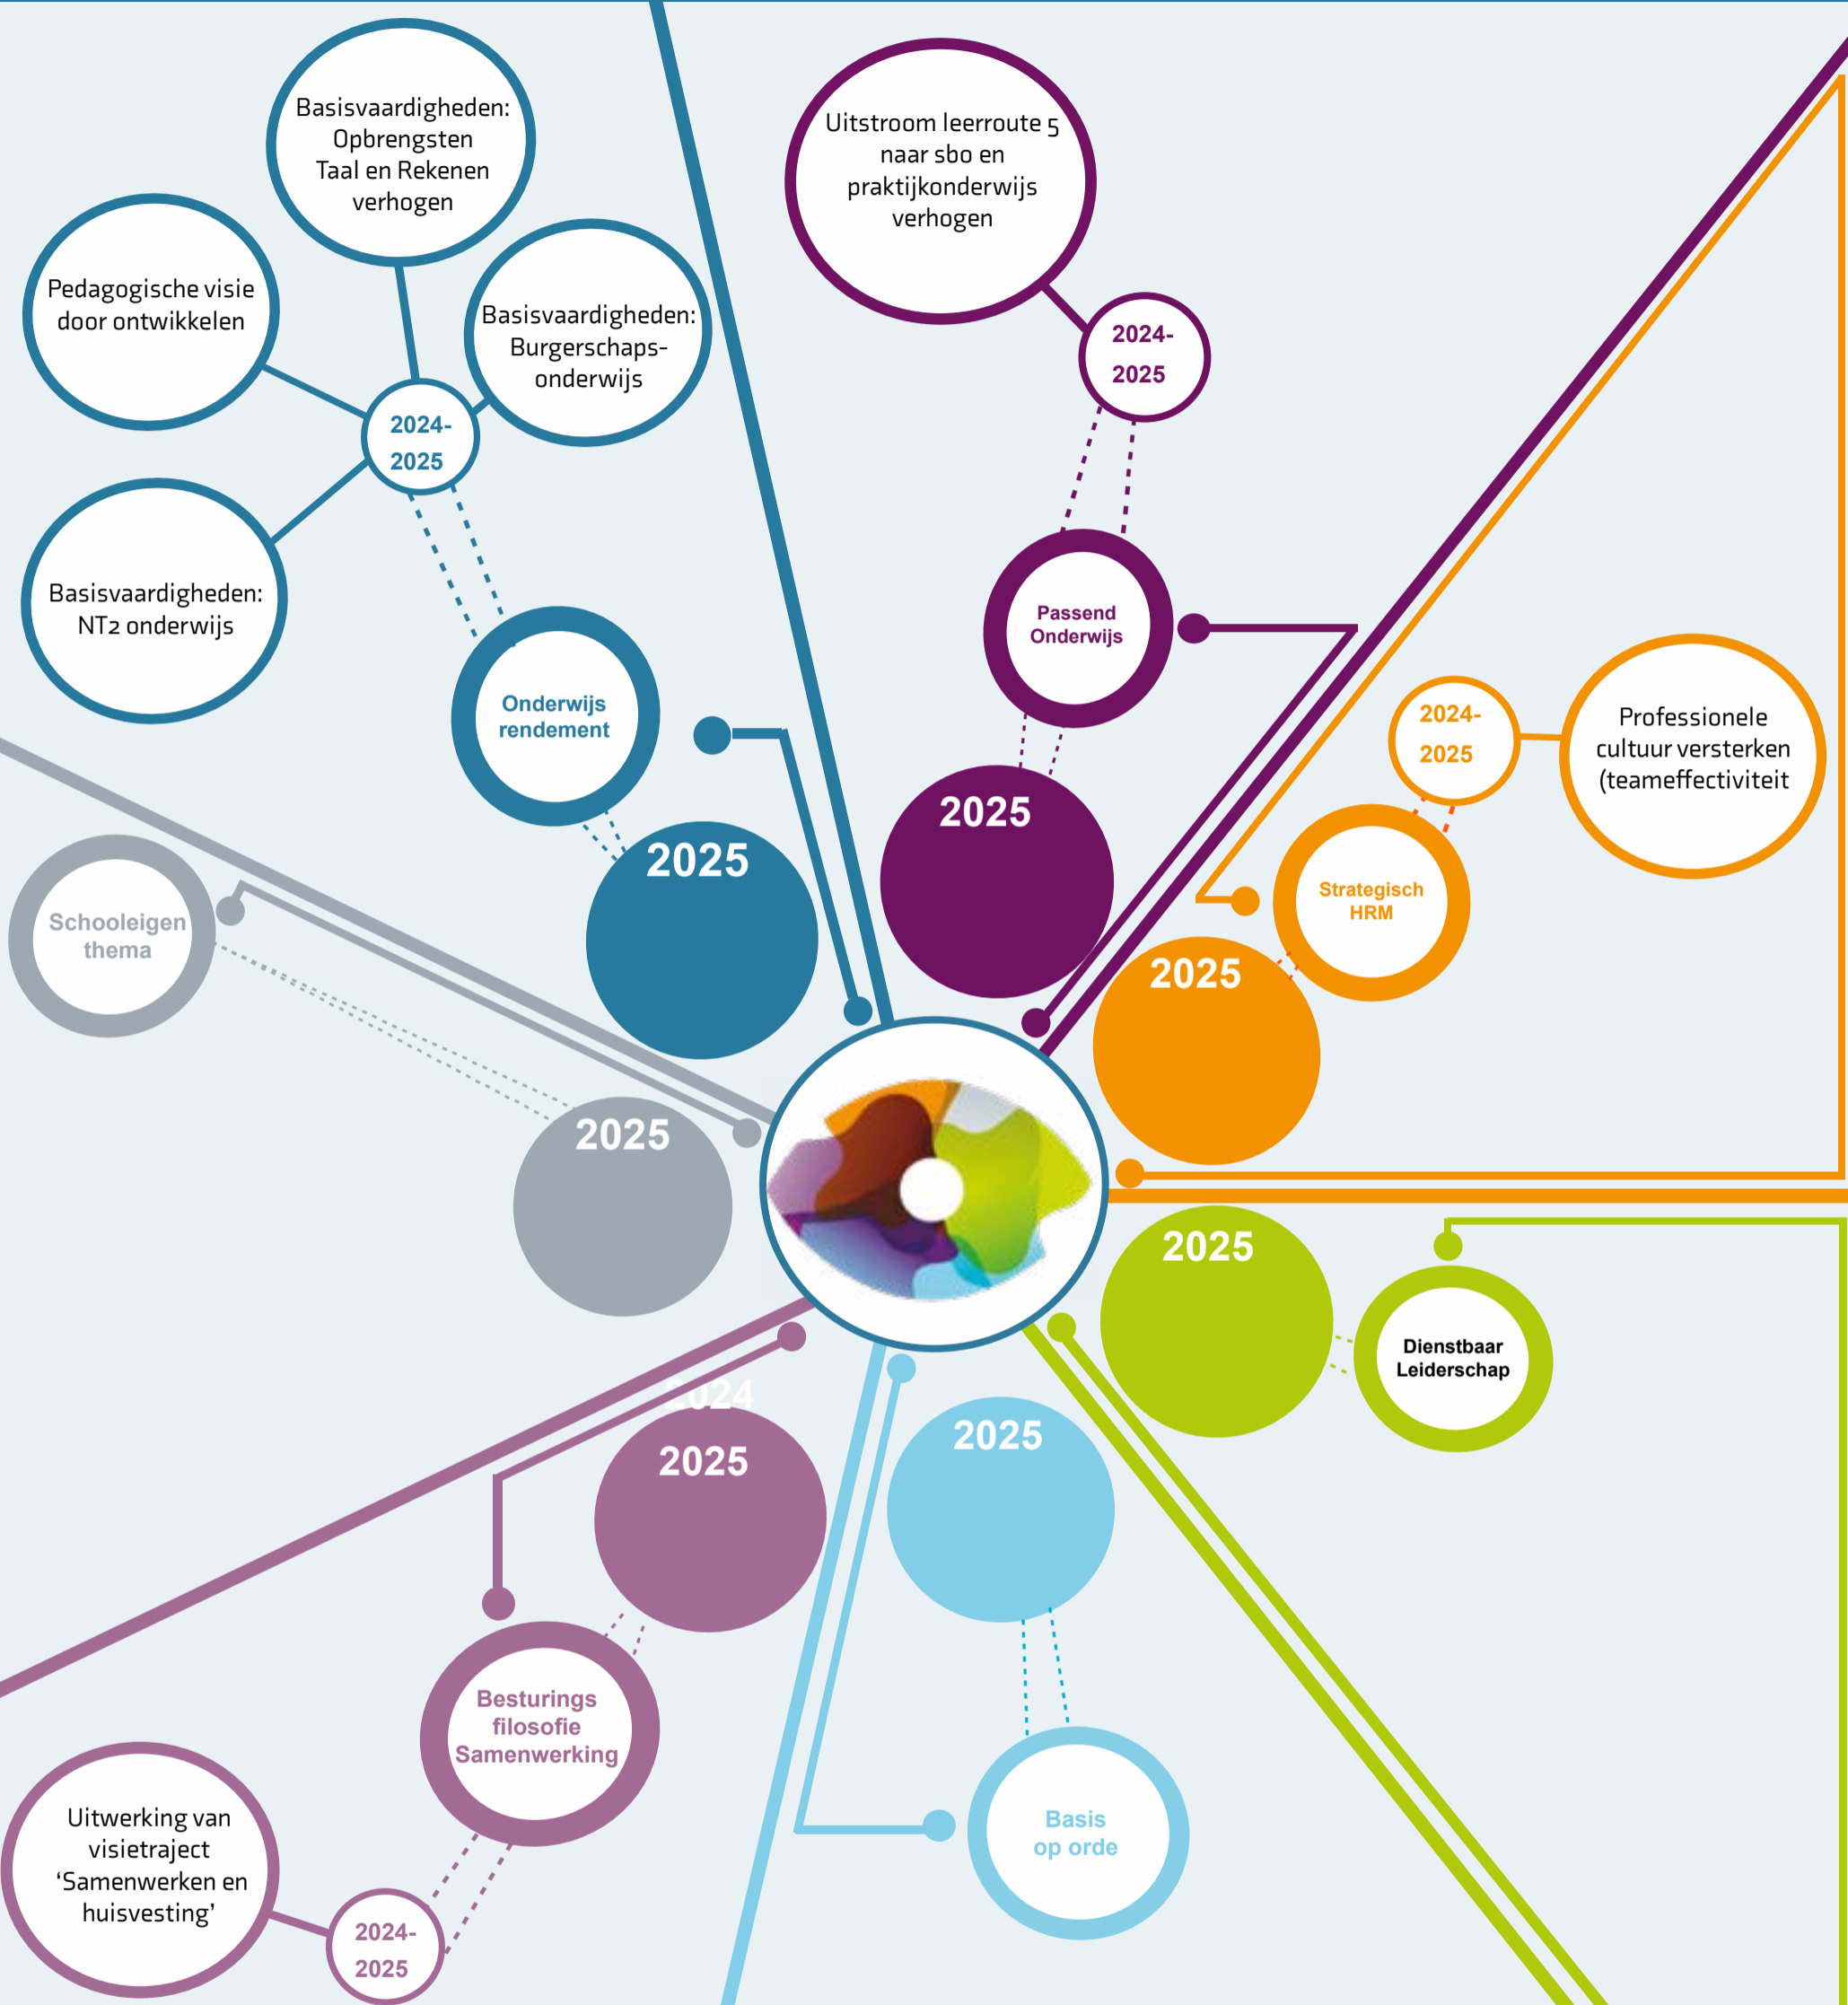 Basisvaardigheden:
Opbrengsten
Taal en Rekenen
verhogen
Pedagogische visie
door ontwikkelen
Basisvaardigheden:
Burgerschaps-
onderwijs
2024-
2025
Basisvaardigheden:
NT2 onderwijs
Onderwijs
rendement
2025
Uitstroom leerroute 5
naar sbo en
praktijkonderwijs
verhogen
2024-
2025
Passend
Onderwijs
2025
2024-
2025
Professionele
cultuur versterken
(teameffectiviteit
Strategisch
HRM
2025
Schooleigen
thema
2025
2025
Dienstbaar
Leiderschap
2024
2025
Besturings
filosofie
Samenwerking
Uitwerking van
visietraject
‘Samenwerken en
huisvesting’
2024-
2025
2025
Basis
op orde